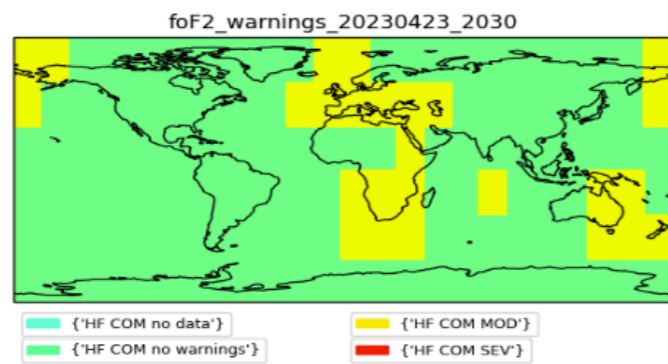 foF2_warnings_20230423_2030
{'HF COM no data'}
{'HF COM MOD'}
{'HF COM no warnings'}
{'HF COM SEV'}